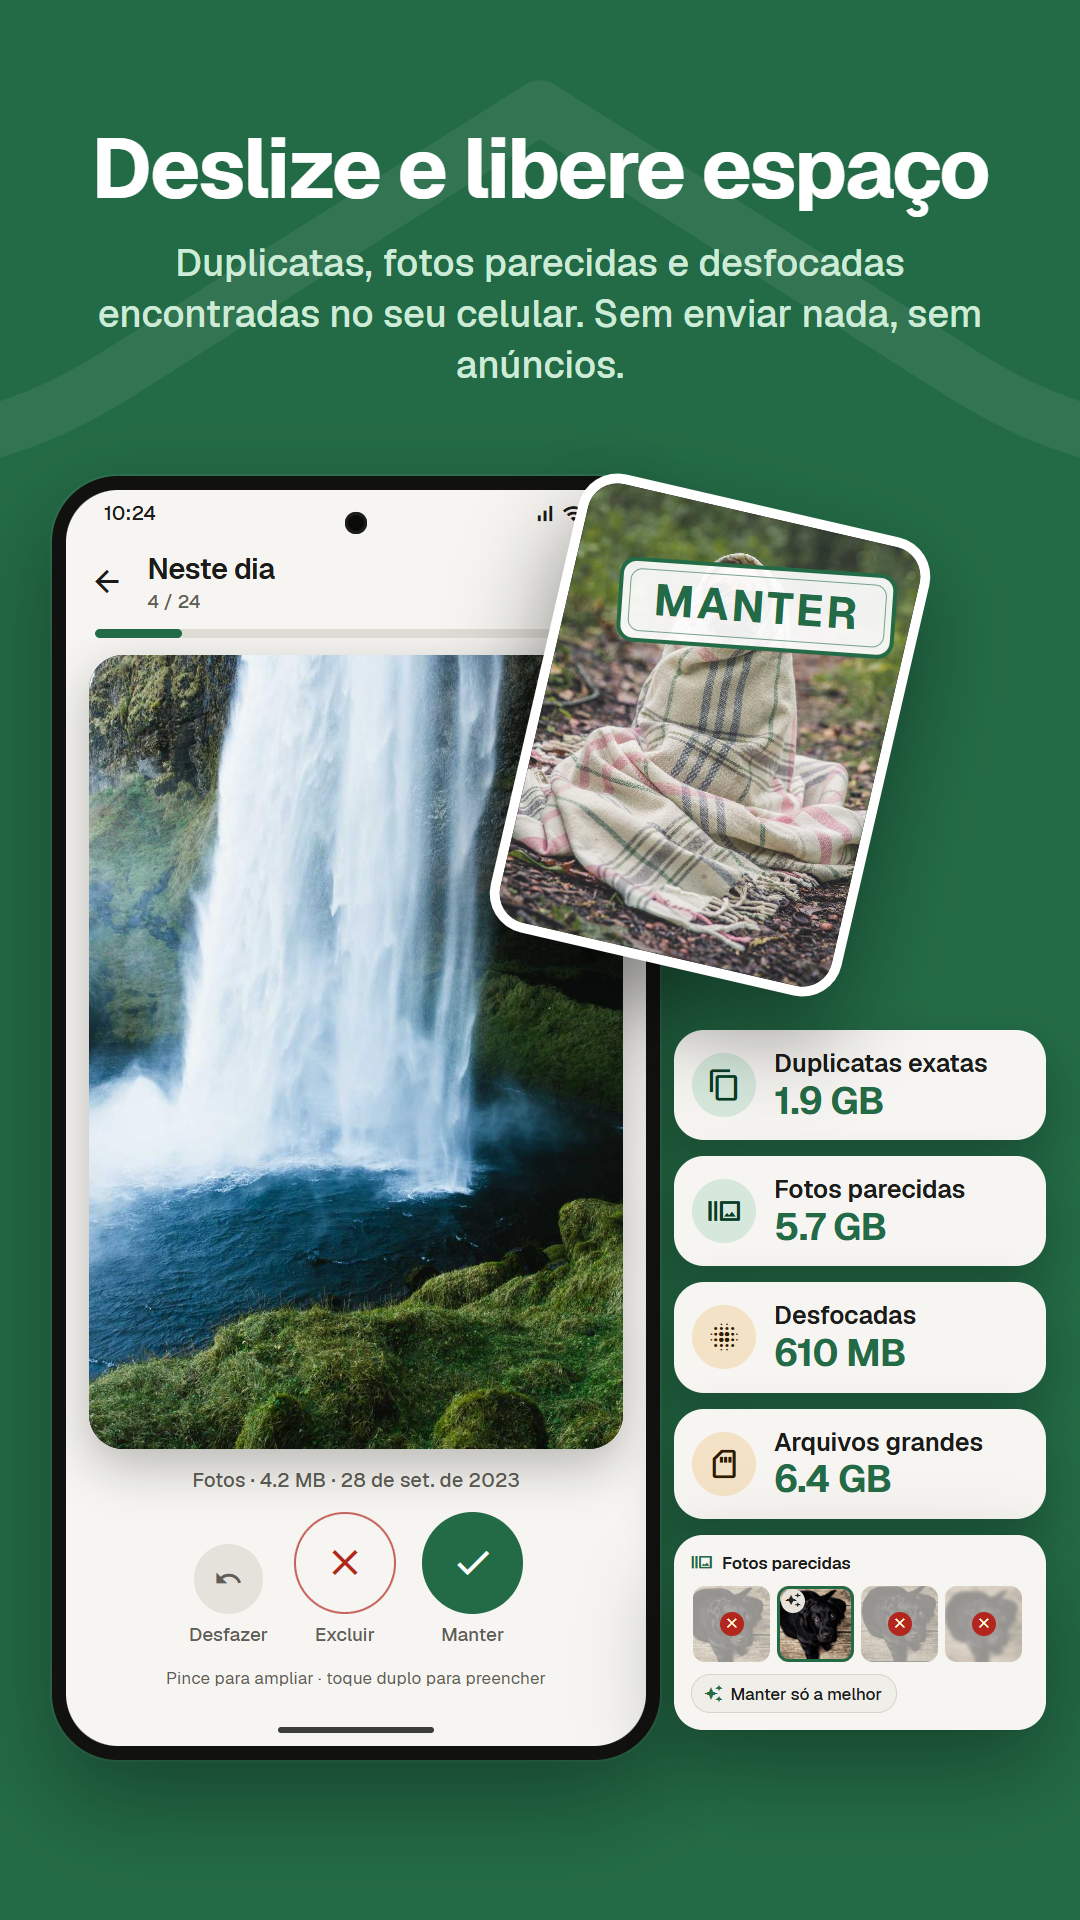 Deslize e libere espaço
Duplicatas, fotos parecidas e desfocadas
encontradas no seu celular. Sem enviar nada, sem
anúncios.
10:24
Neste dia
4 / 24
MANTER
Duplicatas exatas
1.9 GB
Fotos parecidas
5.7 GB
Desfocadas
610 MB
Arquivos grandes
6.4 GB
Fotos · 4.2 MB · 28 de set. de 2023
Desfazer
Excluir
Manter
Pince para ampliar · toque duplo para preencher
Fotos parecidas
Manter só a melhor